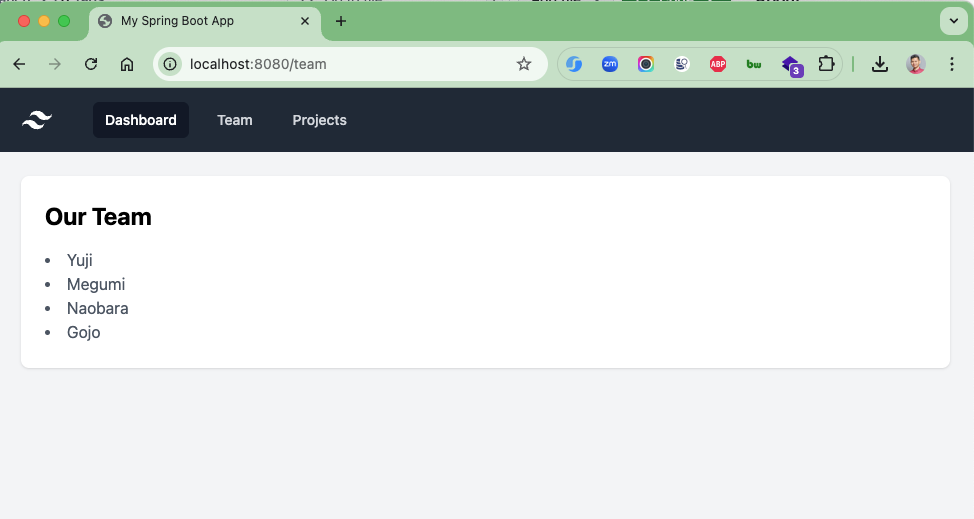 My Spring Boot App
localhost:8080/team
zm
ABP
bw
3
Dashboard Team Projects
Our Team
• Yuji
• Megumi
• Naobara
• Gojo